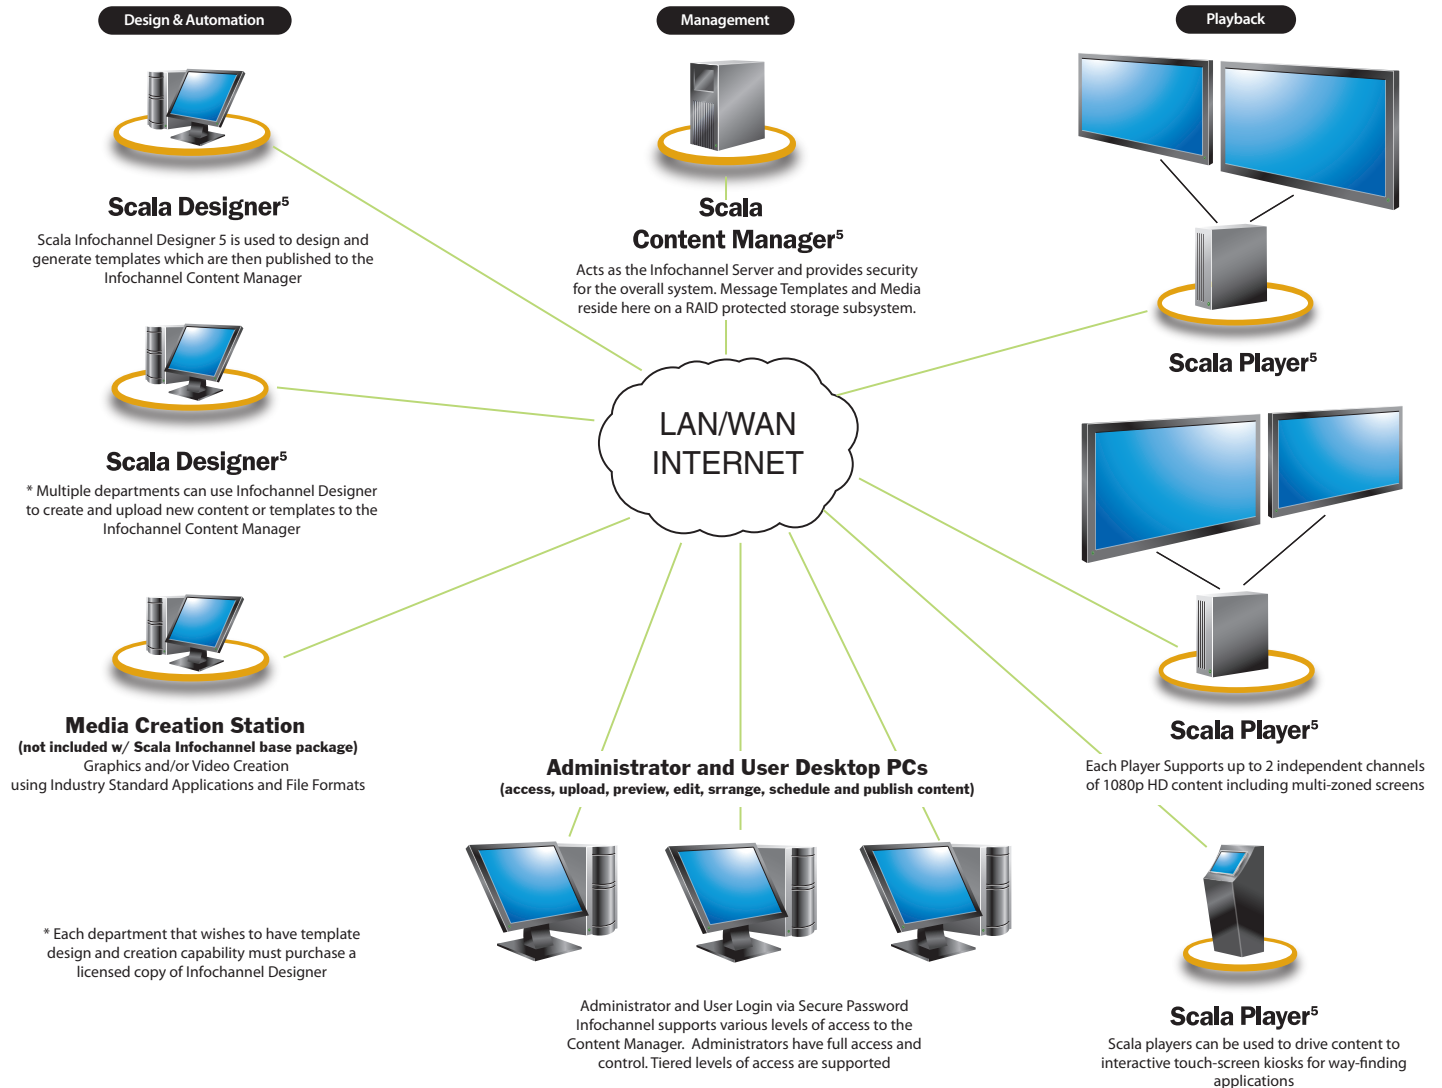 Design & Automation
Management
Playback
Scala Designer⁵
Scala Infochannel Designer 5 is used to design and
generate templates which are then published to the
Infochannel Content Manager
Scala
Content Manager⁵
Acts as the Infochannel Server and provides security
for the overall system. Message Templates and Media
reside here on a RAID protected storage subsystem.
Scala Player⁵
LAN/WAN
INTERNET
Scala Designer⁵
* Multiple departments can use Infochannel Designer
to create and upload new content or templates to the
Infochannel Content Manager
Media Creation Station
(not included w/ Scala Infochannel base package)
Graphics and/or Video Creation
using Industry Standard Applications and File Formats
Scala Player⁵
Each Player Supports up to 2 independent channels
of 1080p HD content including multi-zoned screens
Administrator and User Desktop PCs
(access, upload, preview, edit, srrange, schedule and publish content)
* Each department that wishes to have template
design and creation capability must purchase a
licensed copy of Infochannel Designer
Administrator and User Login via Secure Password
Infochannel supports various levels of access to the
Content Manager.  Administrators have full access and
control. Tiered levels of access are supported
Scala Player⁵
Scala players can be used to drive content to
interactive touch-screen kiosks for way-finding
applications